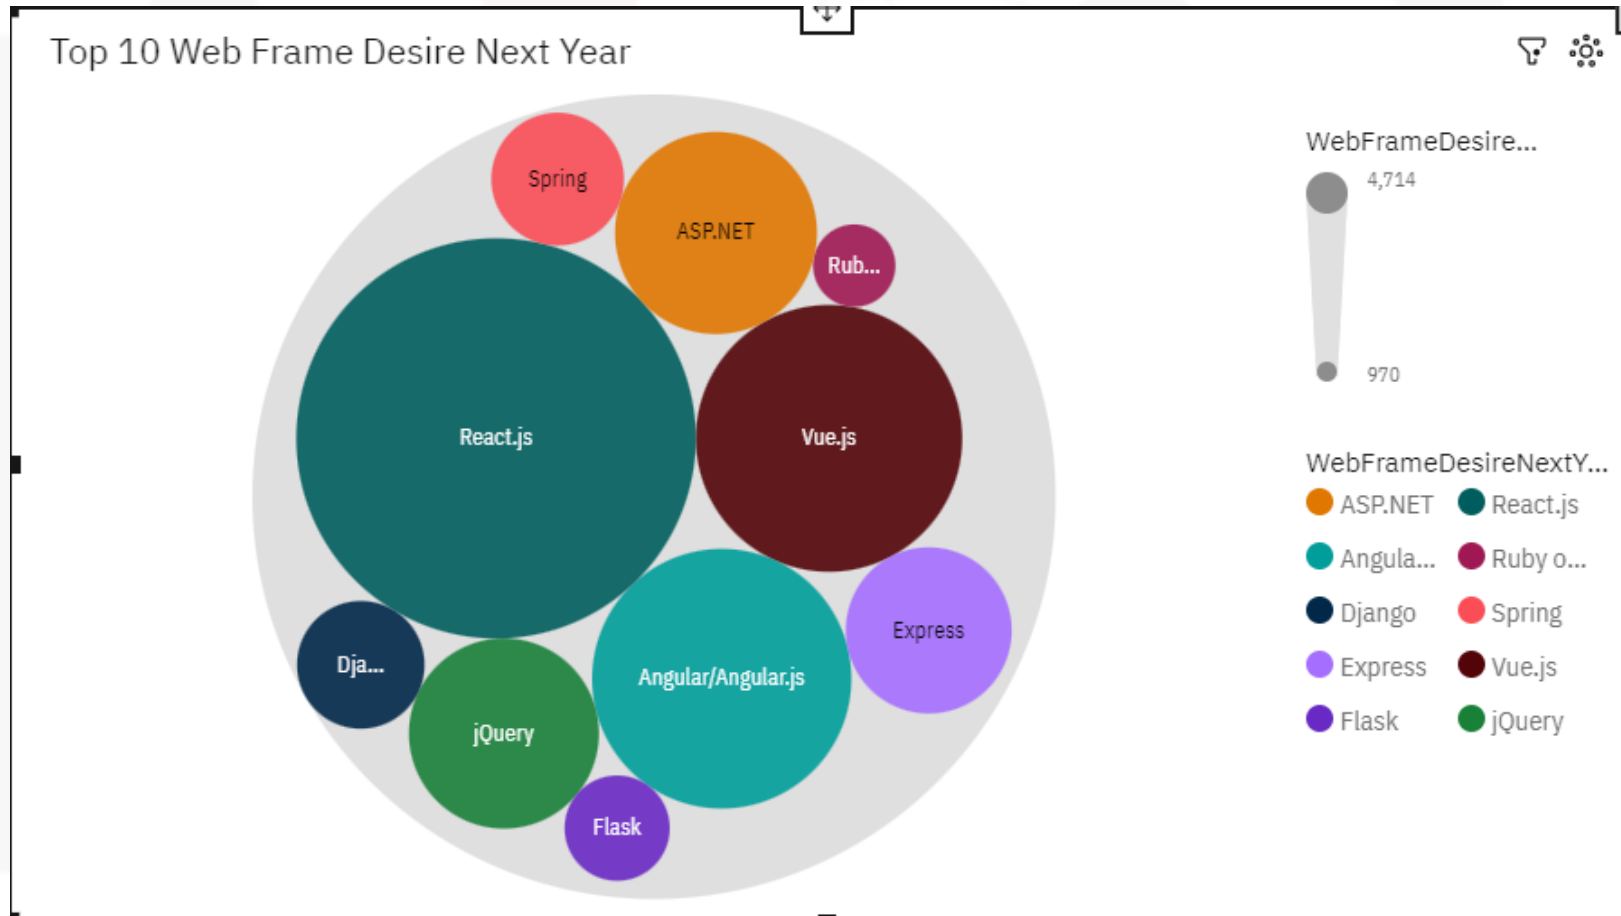 Top 10 Web Frame Desire Next Year
Spring
ASP.NET
Rub...
React.js
Vue.js
Express
Dja...
Angular/Angular.js
jQuery
Flask
WebFrameDesire...
4,714
970
WebFrameDesireNextY...
ASP.NET React.js
Angula... Ruby o...
Django Spring
Express Vue.js
Flask jQuery